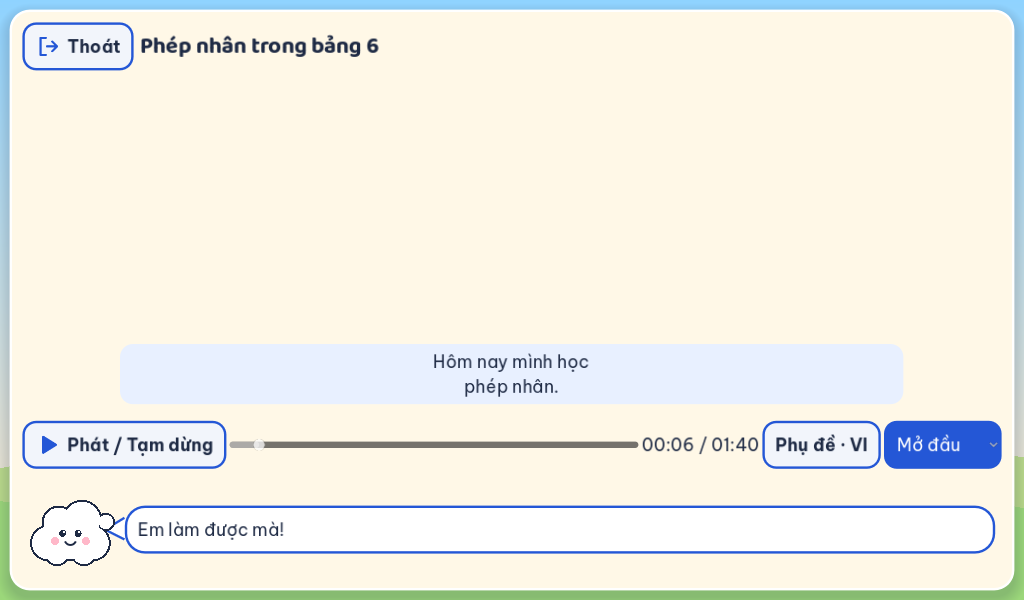 Thoát
Phép nhân trong bảng 6
Hôm nay mình học
phép nhân.
Phát / Tạm dừng
00:06 / 01:40
Phụ đề · VI
Mở đầu
Em làm được mà!